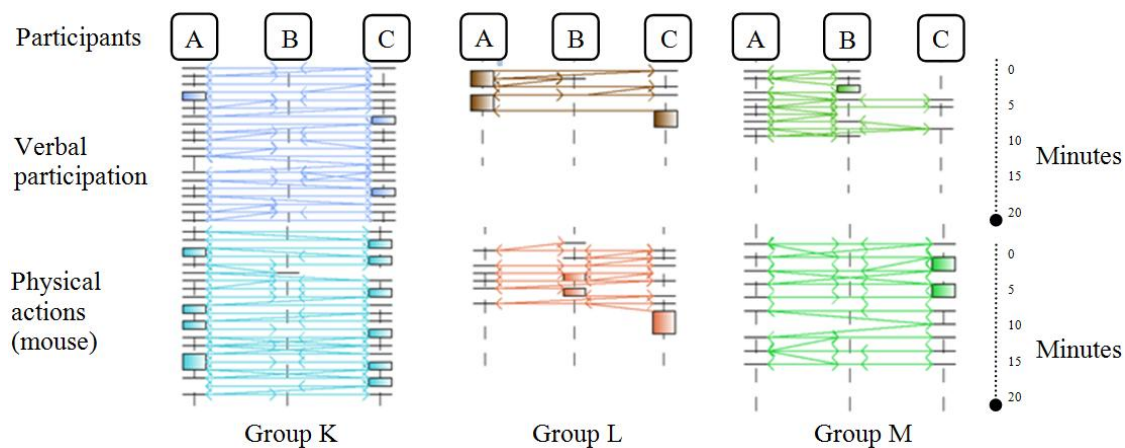 Participants
A B C A B C A B C
Verbal
participation
0
5
10
15
20
Minutes
Physical
actions
(mouse)
0
5
10
15
20
Minutes
Group K Group L Group M